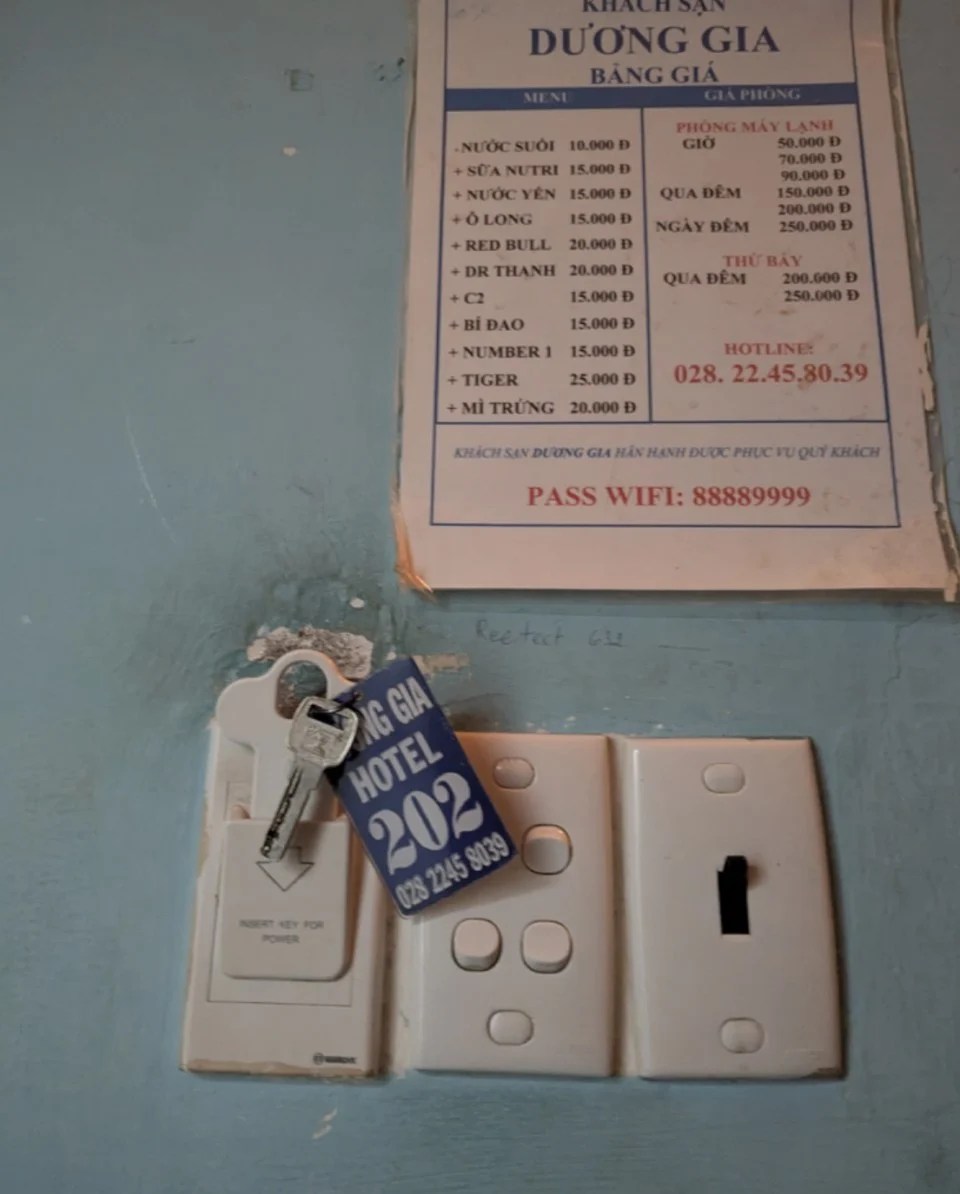 KHÁCH SẠN
DƯƠNG GIA
BẢNG GIÁ
MENU GIÁ PHÒNG
- NƯỚC SUỐI 10.000 Đ
+ SỮA NUTRI 15.000 Đ
+ NƯỚC YẾN 15.000 Đ
+ Ô LONG 15.000 Đ
+ RED BULL 20.000 Đ
+ DR THANH 20.000 Đ
+ C2 15.000 Đ
+ BÍ ĐAO 15.000 Đ
+ NUMBER 1 15.000 Đ
+ TIGER 25.000 Đ
+ MÌ TRỨNG 20.000 Đ
PHÒNG MÁY LẠNH
GIỜ 50.000 Đ
70.000 Đ
90.000 Đ
QUA ĐÊM 150.000 Đ
200.000 Đ
NGÀY ĐÊM 250.000 Đ
THỨ BẢY
QUA ĐÊM 200.000 Đ
250.000 Đ
HOTLINE:
028. 22.45.80.39
KHÁCH SẠN DƯƠNG GIA HÂN HẠNH ĐƯỢC PHỤC VỤ QUÝ KHÁCH
PASS WIFI: 88889999
NG GIA
HOTEL
202
028 2245 8039
INSERT KEY FOR
POWER